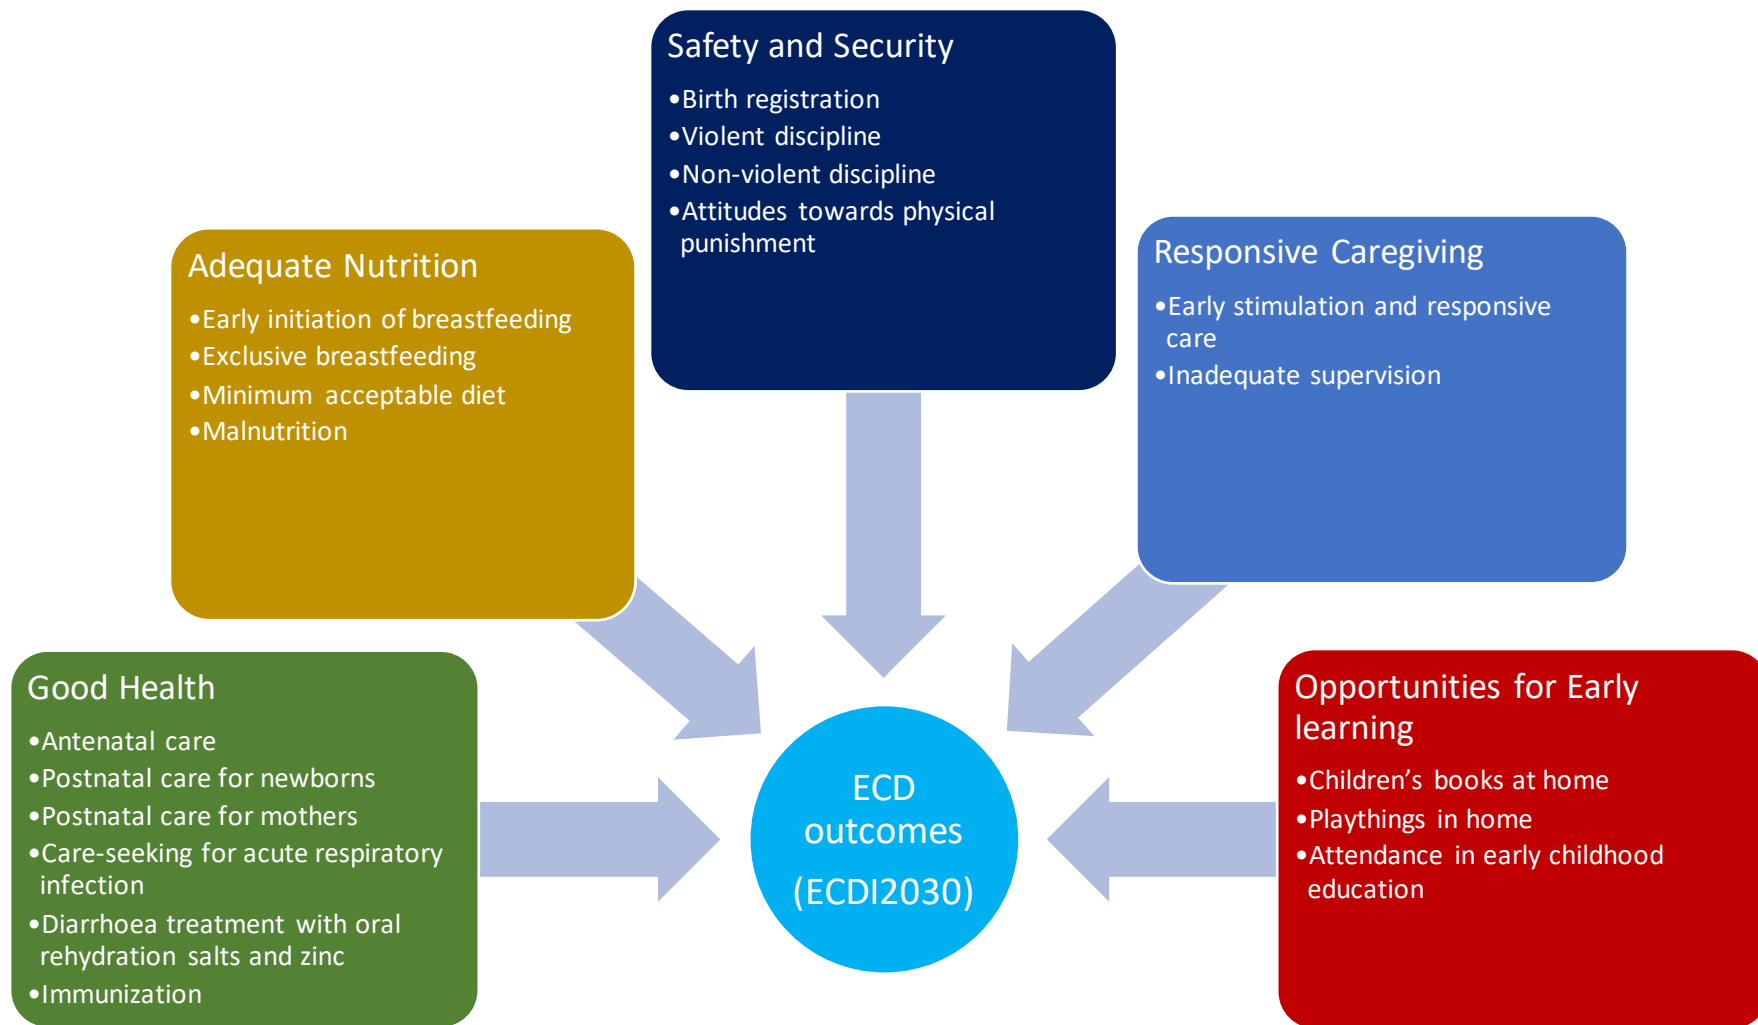 Safety and Security
•Birth registration
•Violent discipline
•Non-violent discipline
•Attitudes towards physical
punishment
Adequate Nutrition
•Early initiation of breastfeeding
•Exclusive breastfeeding
•Minimum acceptable diet
•Malnutrition
Responsive Caregiving
•Early stimulation and responsive
care
•Inadequate supervision
Good Health
•Antenatal care
•Postnatal care for newborns
•Postnatal care for mothers
•Care-seeking for acute respiratory
infection
•Diarrhoea treatment with oral
rehydration salts and zinc
•Immunization
ECD
outcomes
(ECDI2030)
Opportunities for Early
learning
•Children’s books at home
•Playthings in home
•Attendance in early childhood
education